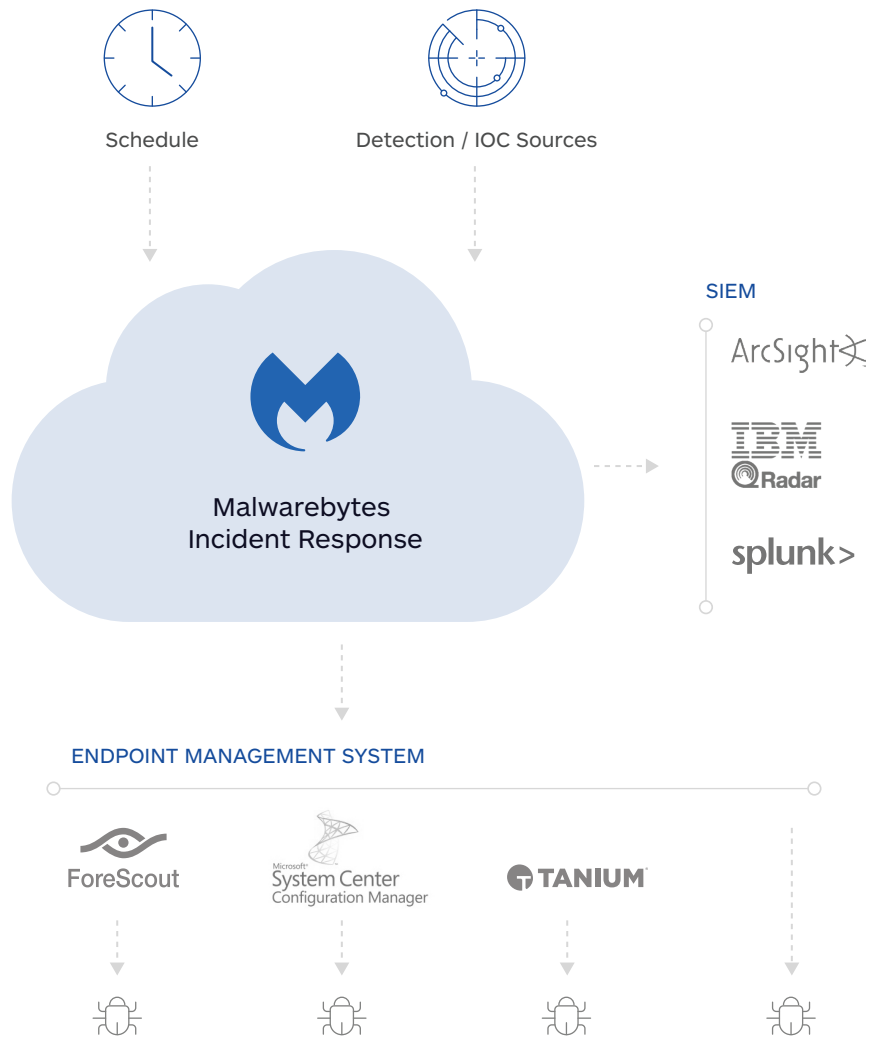 Schedule
Detection / IOC Sources
SIEM
ArcSight
Malwarebytes
Incident Response
IBM
QRadar
splunk>
ENDPOINT MANAGEMENT SYSTEM
ForeScout
Microsoft®
System Center
Configuration Manager
TANIUM